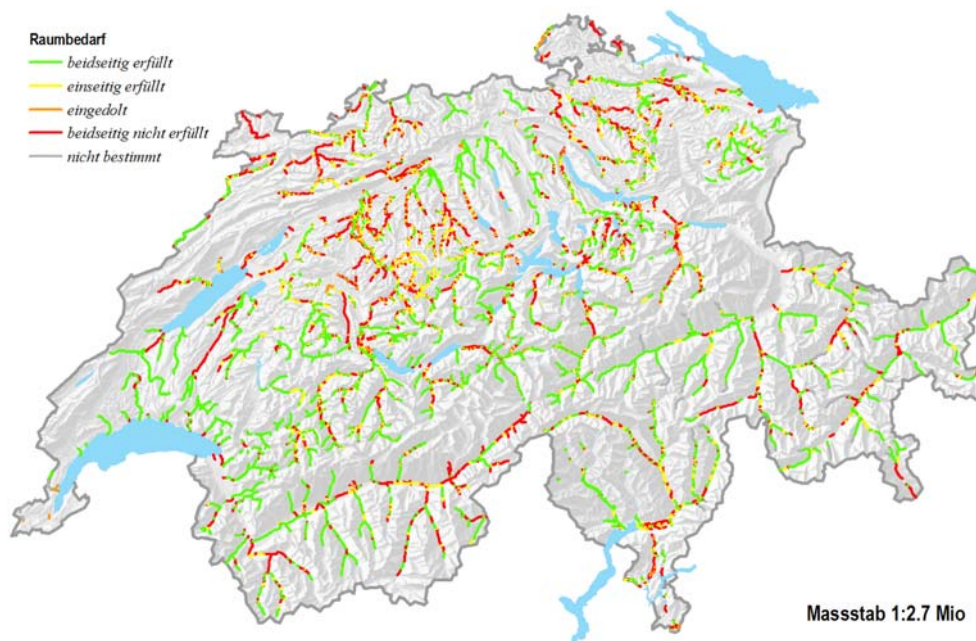 Raumbedarf
beidseitig erfüllt
einseitig erfüllt
eingedolt
beidseitig nicht erfüllt
nicht bestimmt
Massstab 1:2.7 Mio